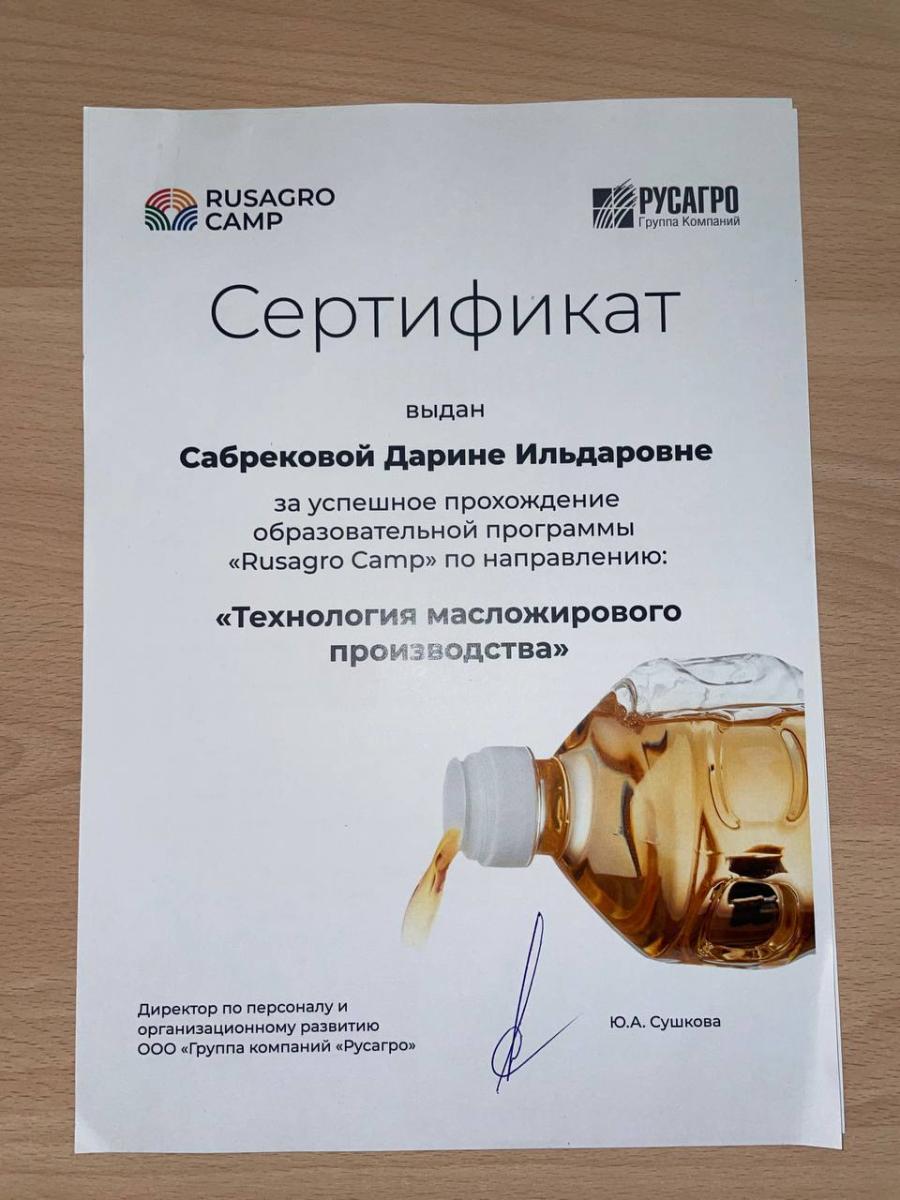 RUSAGRO
CAMP
РУСАГРО
Группа Компаний
Сертификат
выдан
Сабрековой Дарине Ильдаровне
за успешное прохождение
образовательной программы
«Rusagro Camp» по направлению:
«Технология масложирового
производства»
Директор по персоналу и
организационному развитию
ООО «Группа компаний «Русагро»
Ю.А. Сушкова